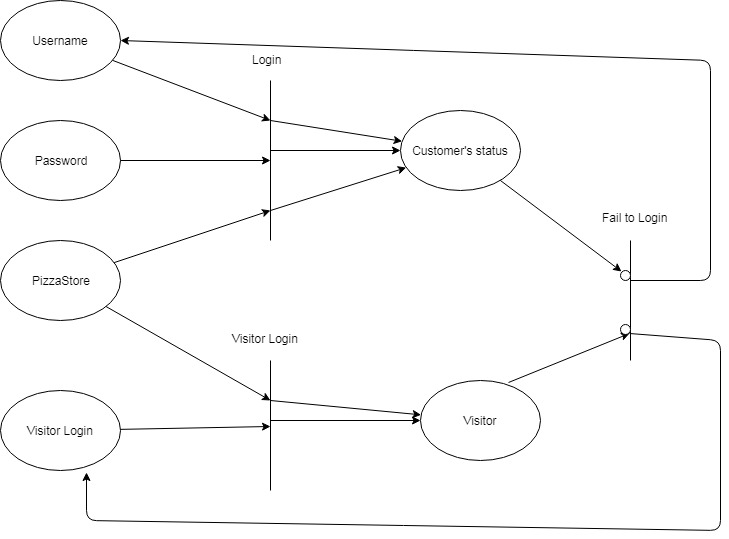 Username
Login
Password
Customer's status
Fail to Login
PizzaStore
Visitor Login
Visitor Login
Visitor